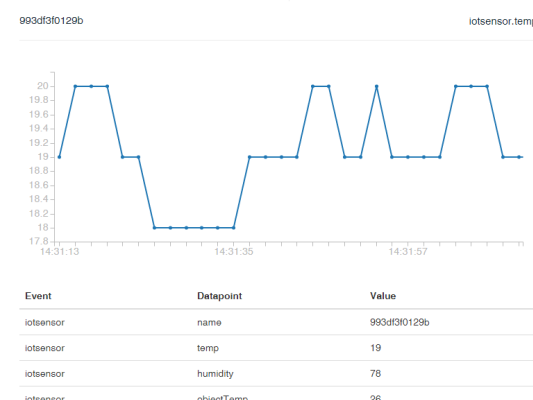 993df3f0129b iotsensor.temp
20
19.8
19.6
19.4
19.2
19
18.8
18.6
18.4
18.2
18
17.8
14:31:13 14:31:35 14:31:57
Event Datapoint Value
iotsensor name 993df3f0129b
iotsensor temp 19
iotsensor humidity 78
iotsensor objectTemp 26